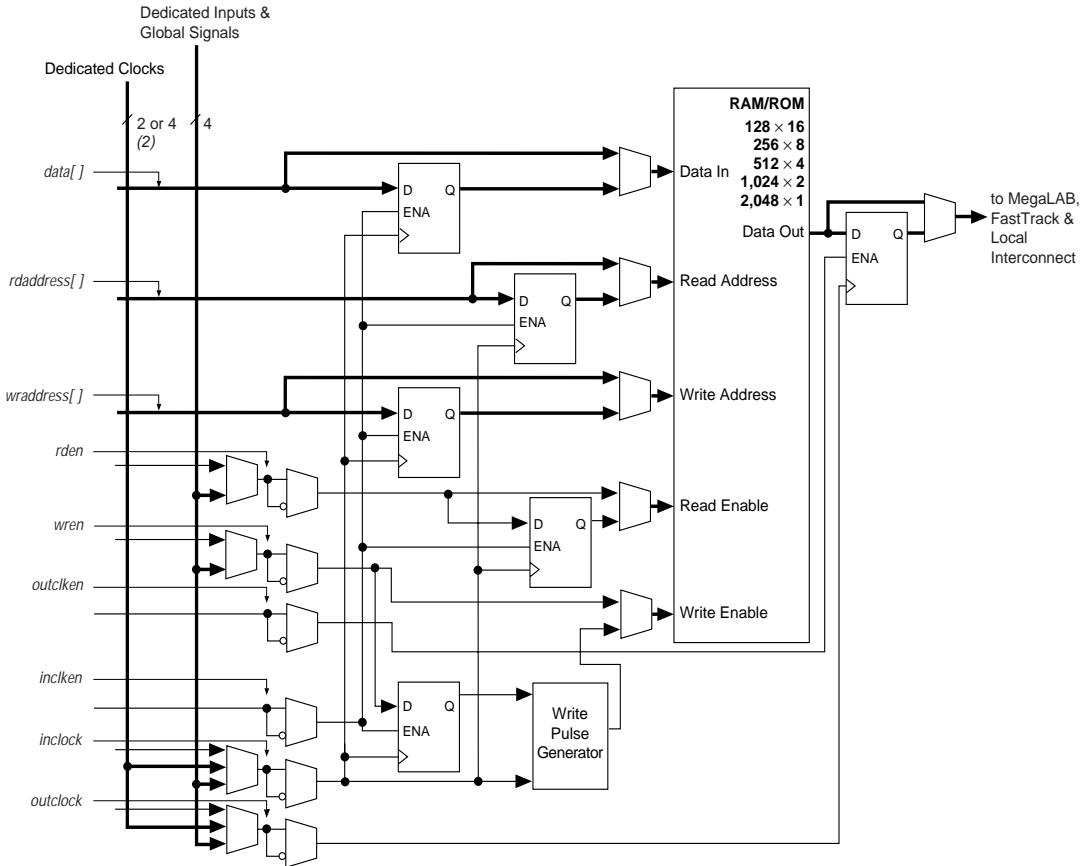 Dedicated Inputs &
Global Signals
Dedicated Clocks
2 or 4
(2)
4
RAM/ROM
128 × 16
256 × 8
512 × 4
1,024 × 2
2,048 × 1
data[ ]
D
Q
ENA
Data In
Data Out
D
Q
ENA
to MegaLAB,
FastTrack &
Local
Interconnect
rdaddress[ ]
D
Q
ENA
Read Address
wraddress[ ]
D
Q
ENA
Write Address
rden
D
Q
ENA
Read Enable
wren
outclken
Write Enable
inclken
D
Q
ENA
Write
Pulse
Generator
inclock
outclock